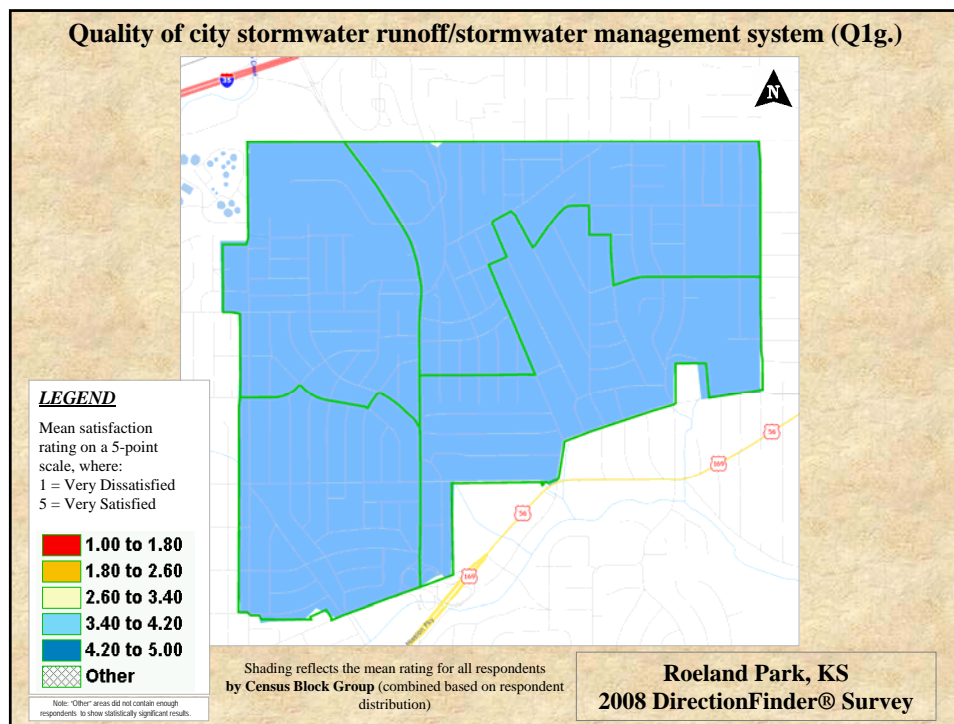 Quality of city stormwater runoff/stormwater management system (Q1g.)
35
N
LEGEND
Mean satisfaction
rating on a 5-point
scale, where:
1 = Very Dissatisfied
5 = Very Satisfied
1.00 to 1.80
1.80 to 2.60
2.60 to 3.40
3.40 to 4.20
4.20 to 5.00
Other
56
169
56
169
Note: "Other" areas did not contain enough
respondents to show statistically significant results.
Shading reflects the mean rating for all respondents
by Census Block Group (combined based on respondent
distribution)
Roeland Park, KS
2008 DirectionFinder® Survey